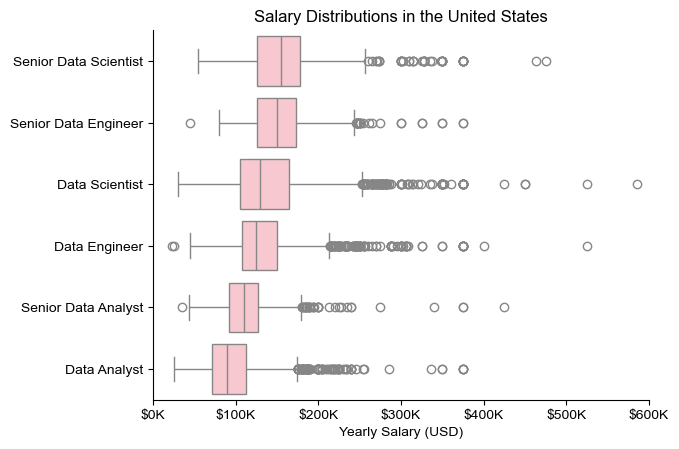 Salary Distributions in the United States
Senior Data Scientist
Senior Data Engineer
Data Scientist
Data Engineer
Senior Data Analyst
Data Analyst
$0K $100K $200K $300K $400K $500K $600K
Yearly Salary (USD)